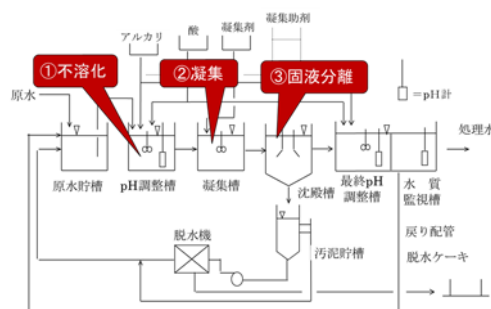 アルカリ
酸
凝集剤
凝集助剤
①不溶化
②凝集
③固液分離
=pH計
原水
処理水
原水貯槽
pH調整槽
凝集槽
沈殿槽
最終pH
調整槽
水 質
監視槽
脱水機
汚泥貯槽
戻り配管
脱水ケーキ